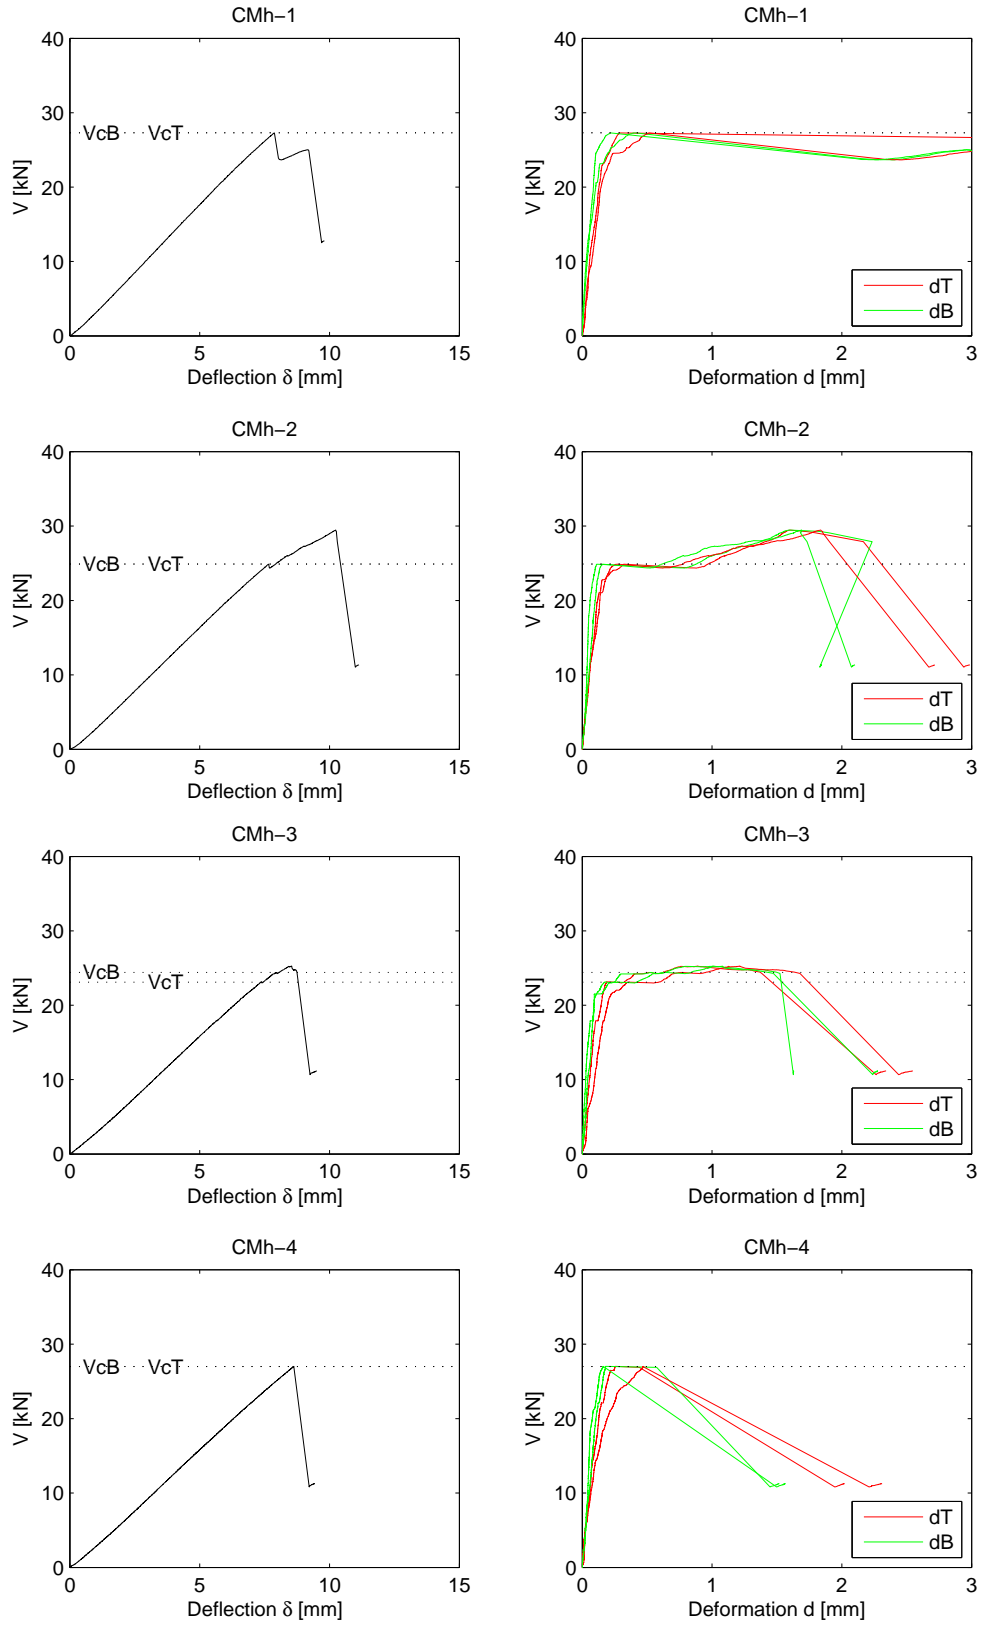 CMh−1
40
30
20
10
0
0 5 10 15
V [kN]
VcB VcT
Deflection δ [mm]
CMh−1
40
30
20
10
0
0 1 2 3
V [kN]
dT
dB
Deformation d [mm]
CMh−2
40
30
20
10
0
0 5 10 15
V [kN]
VcB VcT
Deflection δ [mm]
CMh−2
40
30
20
10
0
0 1 2 3
V [kN]
dT
dB
Deformation d [mm]
CMh−3
40
30
20
10
0
0 5 10 15
V [kN]
VcB
VcT
Deflection δ [mm]
CMh−3
40
30
20
10
0
0 1 2 3
V [kN]
dT
dB
Deformation d [mm]
CMh−4
40
30
20
10
0
0 5 10 15
V [kN]
VcB VcT
Deflection δ [mm]
CMh−4
40
30
20
10
0
0 1 2 3
V [kN]
dT
dB
Deformation d [mm]